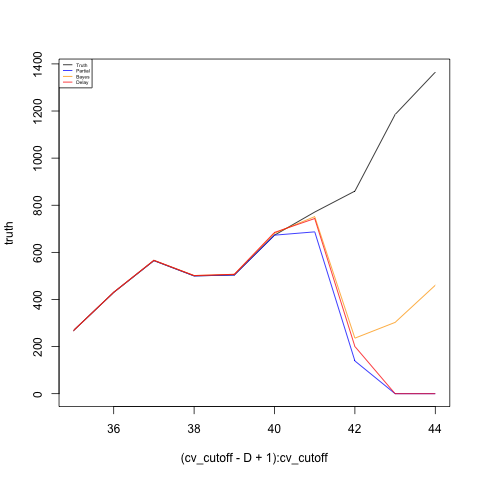 Truth
Partial
Bayes
Delay
truth
0
200
400
600
800
1000
1200
1400
36
38
40
42
44
(cv_cutoff - D + 1):cv_cutoff